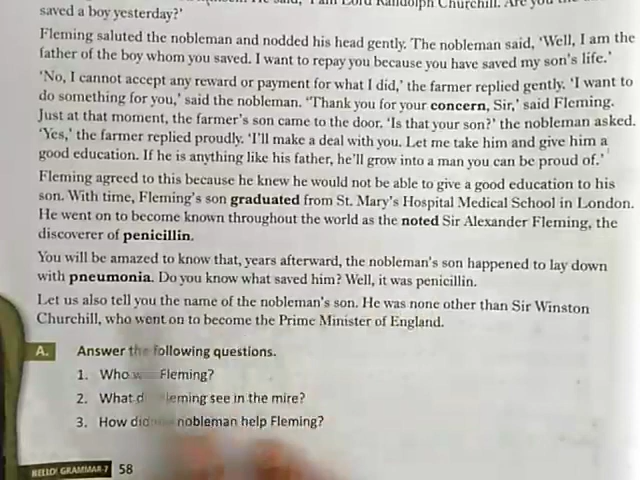 said, 'I am Lord Randolph Churchill. Are you the
saved a boy yesterday?'
Fleming saluted the nobleman and nodded his head gently. The nobleman said, 'Well, I am the
father of the boy whom you saved. I want to repay you because you have saved my son's life.'
'No, I cannot accept any reward or payment for what I did,' the farmer replied gently. 'I want to
do something for you,' said the nobleman. 'Thank you for your concern, Sir,' said Fleming.
Just at that moment, the farmer's son came to the door. 'Is that your son?' the nobleman asked.
'Yes,' the farmer replied proudly. 'I'll make a deal with you. Let me take him and give him a
good education. If he is anything like his father, he'll grow into a man you can be proud of.'
Fleming agreed to this because he knew he would not be able to give a good education to his
son. With time, Fleming's son graduated from St. Mary's Hospital Medical School in London.
He went on to become known throughout the world as the noted Sir Alexander Fleming, the
discoverer of penicillin.
You will be amazed to know that, years afterward, the nobleman's son happened to lay down
with pneumonia. Do you know what saved him? Well, it was penicillin.
Let us also tell you the name of the nobleman's son. He was none other than Sir Winston
Churchill, who went on to become the Prime Minister of England.
A. Answer the following questions.
1. Who Fleming?
2. What see in the mire?
3. How did nobleman help Fleming?
HELLO! GRAMMAR-7 58